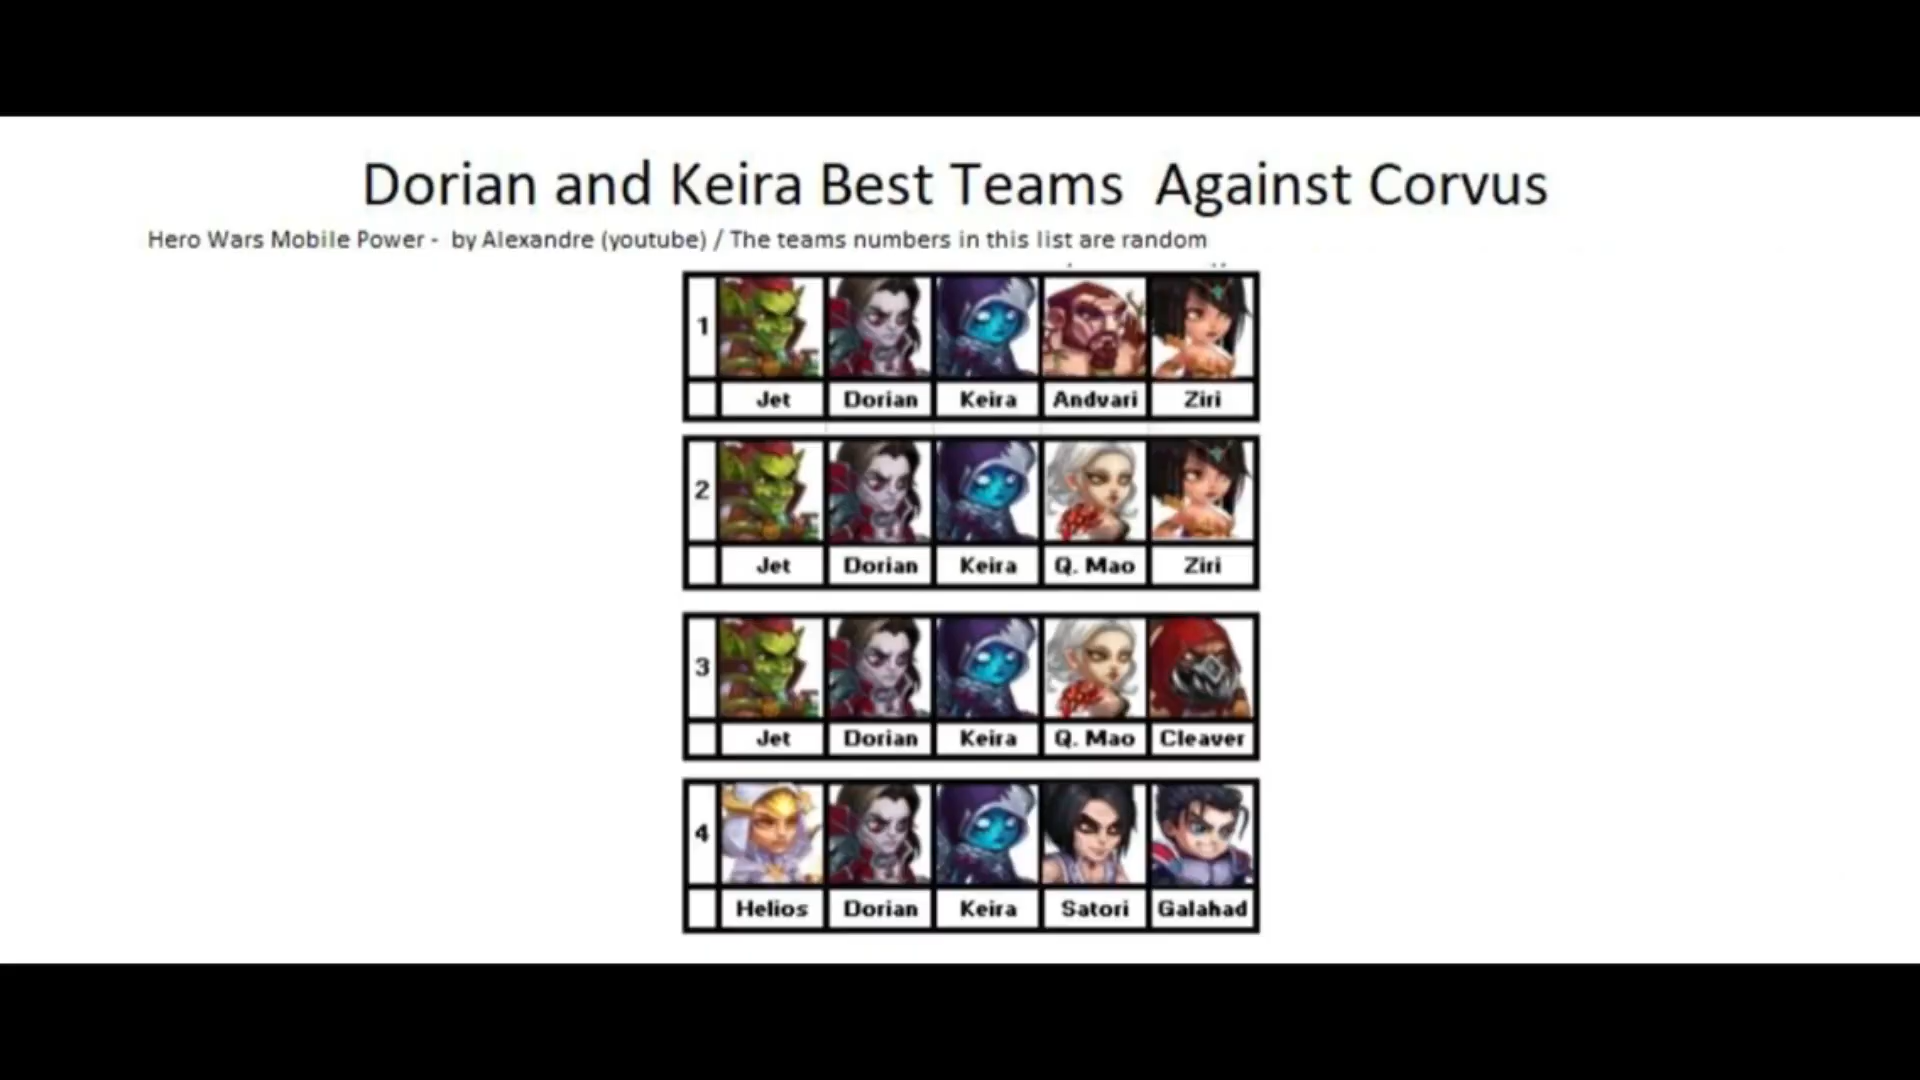 Dorian and Keira Best Teams Against Corvus
Hero Wars Mobile Power - by Alexandre (youtube) / The teams numbers in this list are random
1
Jet Dorian Keira Andvari Ziri
2
Jet Dorian Keira Q. Mao Ziri
3
Jet Dorian Keira Q. Mao Cleaver
4
Helios Dorian Keira Satori Galahad